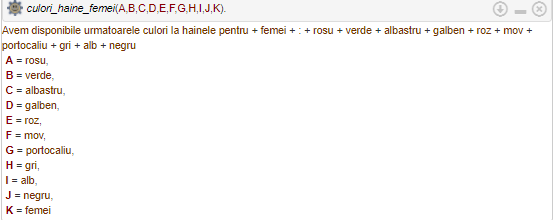 culori_haine_femei(A,B,C,D,E,F,G,H,I,J,K).
Avem disponibile urmatoarele culori la hainele pentru + femei + : + rosu + verde + albastru + galben + roz + mov +
portocaliu + gri + alb + negru
A = rosu,
B = verde,
C = albastru,
D = galben,
E = roz,
F = mov,
G = portocaliu,
H = gri,
I = alb,
J = negru,
K = femei